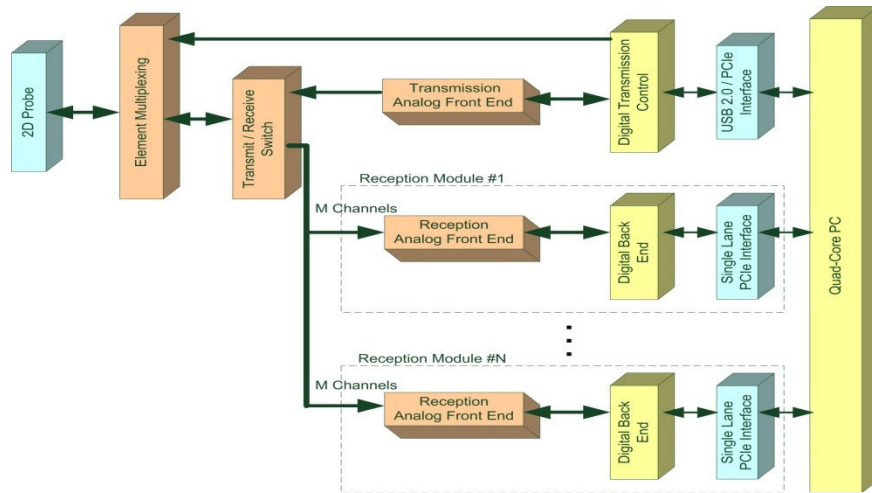 2D Probe
Element Multiplexing
Transmit / Receive
Switch
Transmission
Analog Front End
Digital Transmission
Control
USB 2.0 / PCIe
Interface
Quad-Core PC
Reception Module #1
M Channels
Reception
Analog Front End
Digital Back
End
Single Lane
PCIe Interface
Reception Module #N
M Channels
Reception
Analog Front End
Digital Back
End
Single Lane
PCIe Interface